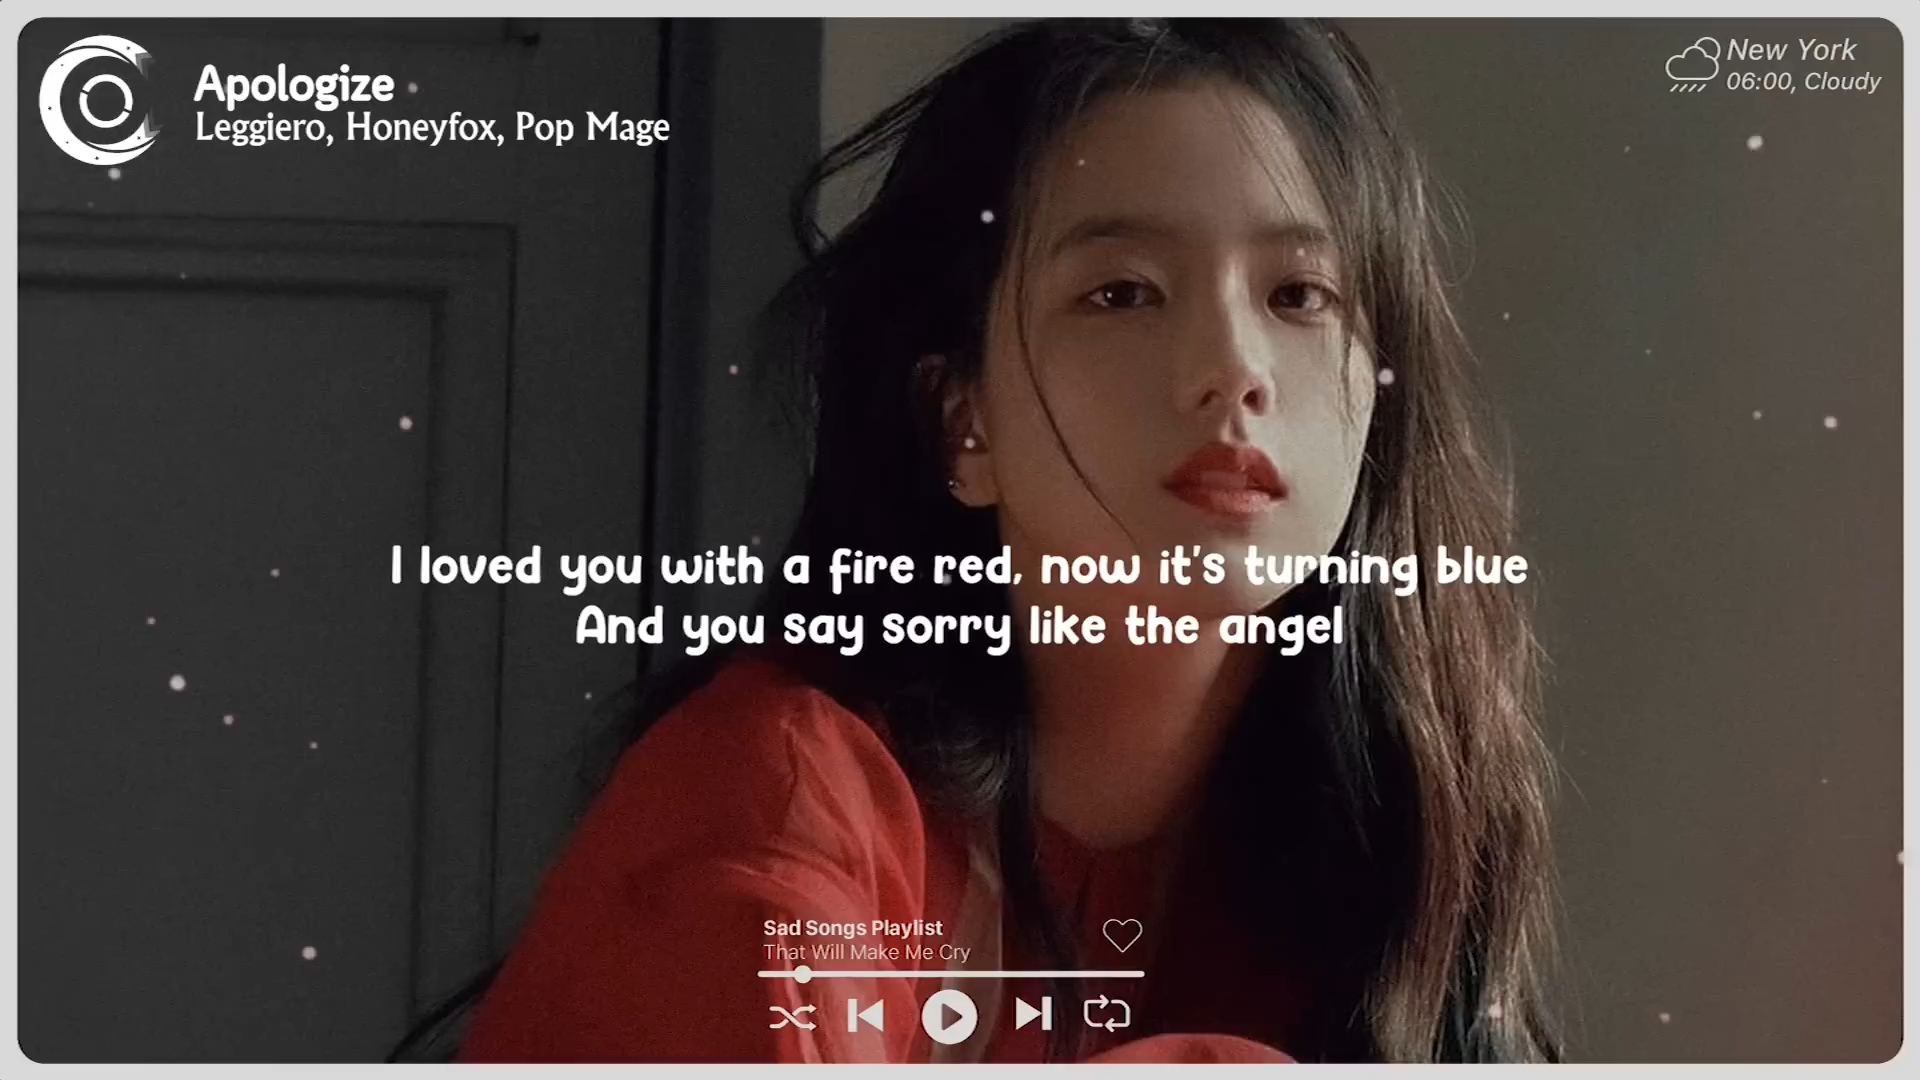 Apologize
Leggiero, Honeyfox, Pop Mage
New York
06:00, Cloudy
I loved you with a fire red, now it's turning blue
And you say sorry like the angel
Sad Songs Playlist
That Will Make Me Cry